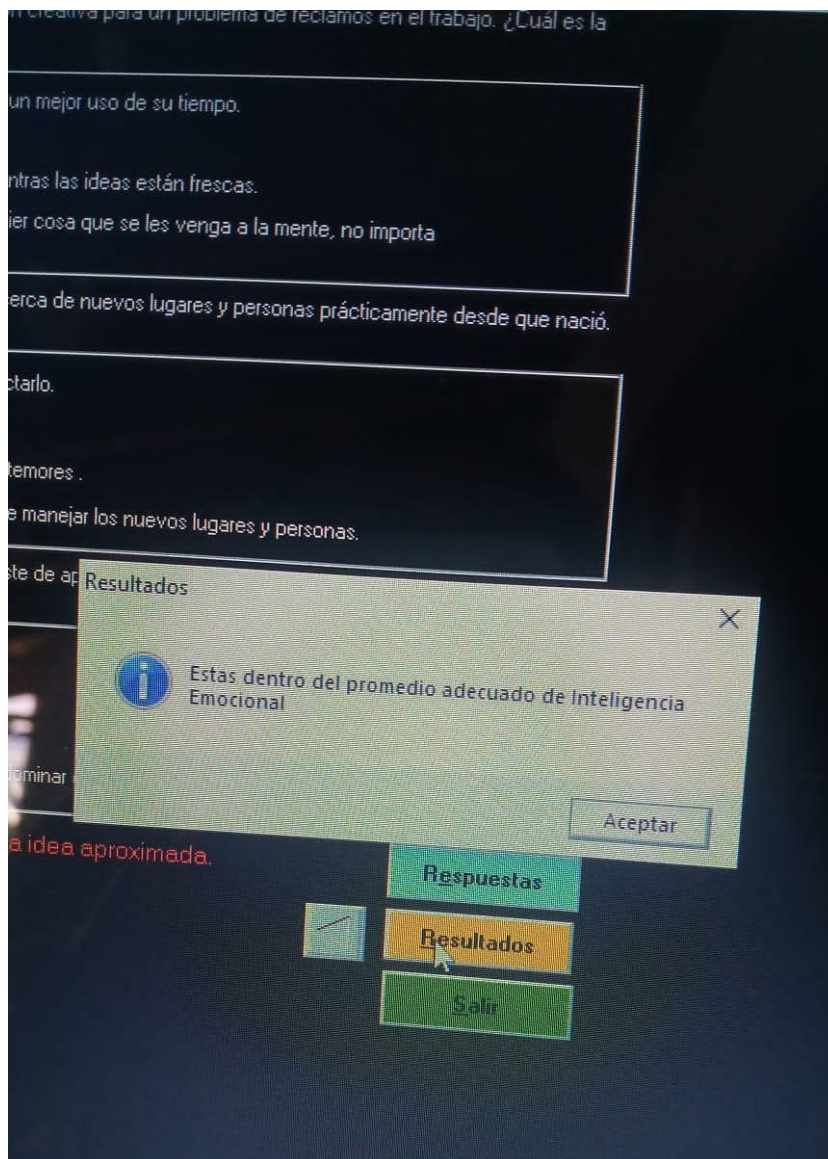 creativa para un problema de reclamos en el trabajo. ¿Cuál es la
un mejor uso de su tiempo.
ntras las ideas están frescas.
ier cosa que se les venga a la mente, no importa
erca de nuevos lugares y personas prácticamente desde que nació.
ctarlo.
temores .
e manejar los nuevos lugares y personas.
ste de ap
Resultados
Estas dentro del promedio adecuado de Inteligencia
Emocional
ominar
Aceptar
a idea aproximada.
Respuestas
Resultados
Salir